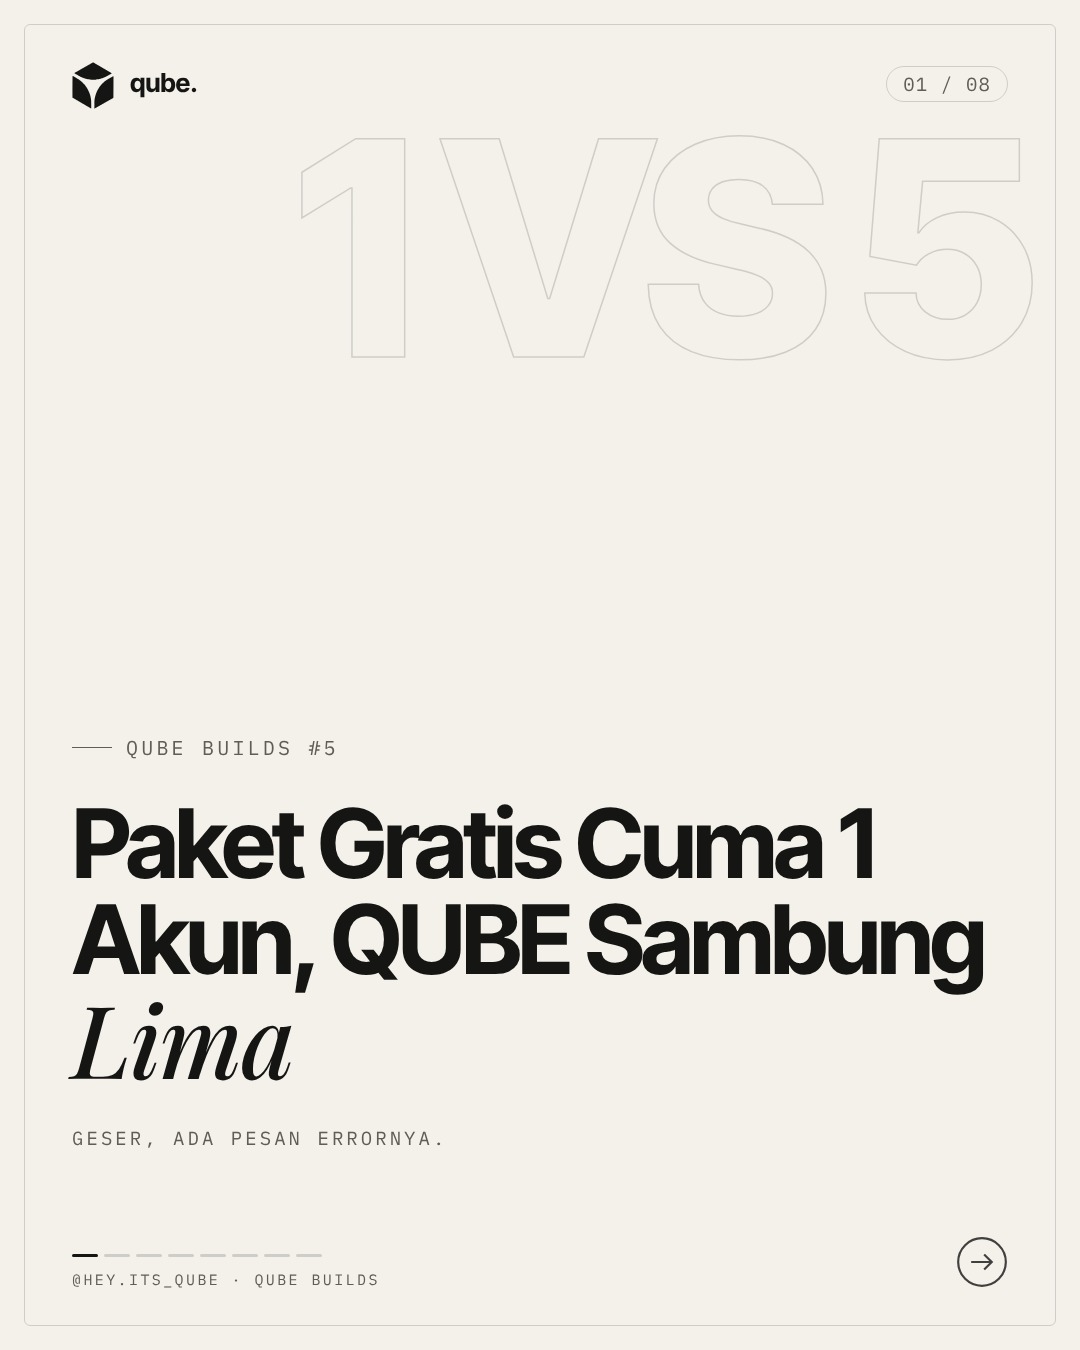 qube.
01 / 08
1VS5
QUBE BUILDS #5
Paket Gratis Cuma 1
Akun, QUBE Sambung
Lima
GESER, ADA PESAN ERRORNYA.
@HEY.ITS_QUBE · QUBE BUILDS